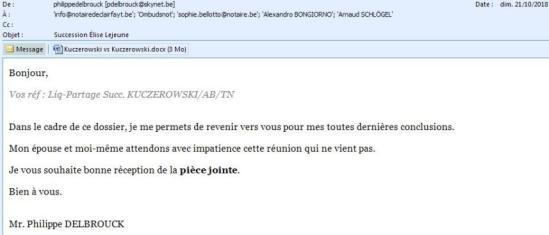 De : philippedelbrouck [pdelbrouck@skynet.be] Date : dim. 21/10/2018
À : 'info@notairededairfayt.be'; 'Ombudsnot'; 'sophie.bellotto@notaire.be'; 'Alexandro BONGIORNO'; 'Arnaud SCHLÖGEL'
Cc :
Objet : Succession Élise Lejeune
Message Kuczerowski vs Kuczerowski.docx (3 Mo)
Bonjour,
Vos réf : Liq-Partage Succ. KUCZEROWSKI/AB/TN
Dans le cadre de ce dossier, je me permets de revenir vers vous pour mes toutes dernières conclusions.
Mon épouse et moi-même attendons avec impatience cette réunion qui ne vient pas.
Je vous souhaite bonne réception de la pièce jointe.
Bien à vous.
Mr. Philippe DELBROUCK